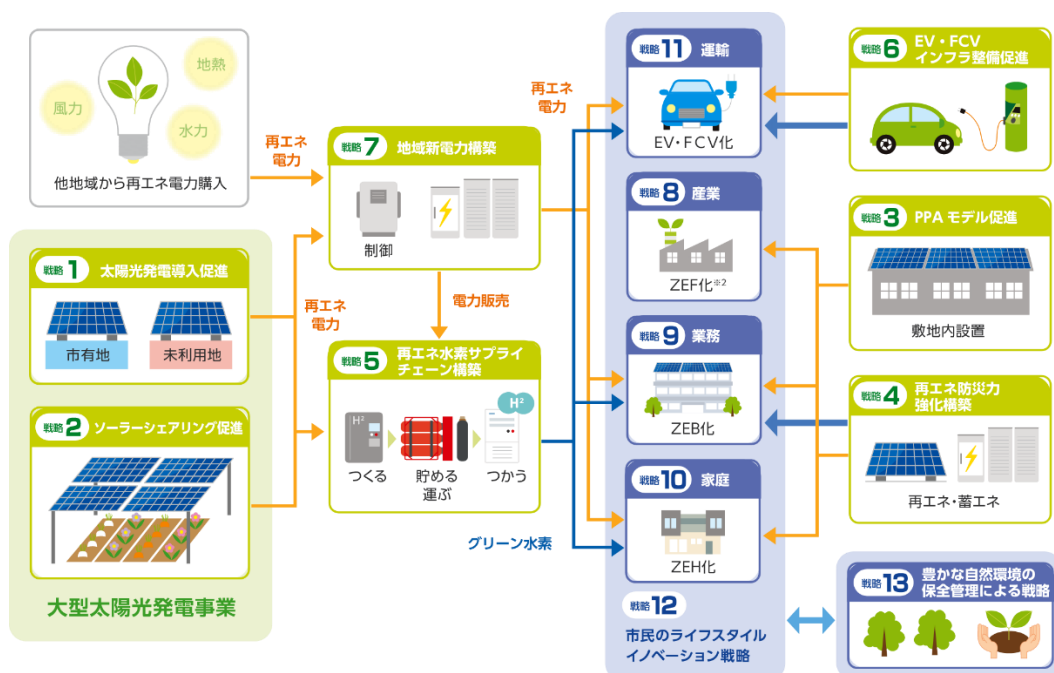 地熱
風力
水力
他地域から再エネ電力購入
再エネ
電力
戦略1 太陽光発電導入促進
市有地
未利用地
戦略2 ソーラーシェアリング促進
大型太陽光発電事業
再エネ
電力
戦略7 地域新電力構築
制御
電力販売
戦略5 再エネ水素サプライ
チェーン構築
H²
H²
つくる
貯める
運ぶ
つかう
グリーン水素
再エネ
電力
戦略11 運輸
EV・FCV化
戦略8 産業
ZEF化※2
戦略9 業務
ZEB化
戦略10 家庭
ZEH化
戦略12
市民のライフスタイル
イノベーション戦略
戦略6 EV・FCV
インフラ整備促進
戦略3 PPAモデル促進
敷地内設置
戦略4 再エネ防災力
強化構築
再エネ・蓄エネ
戦略13 豊かな自然環境の
保全管理による戦略